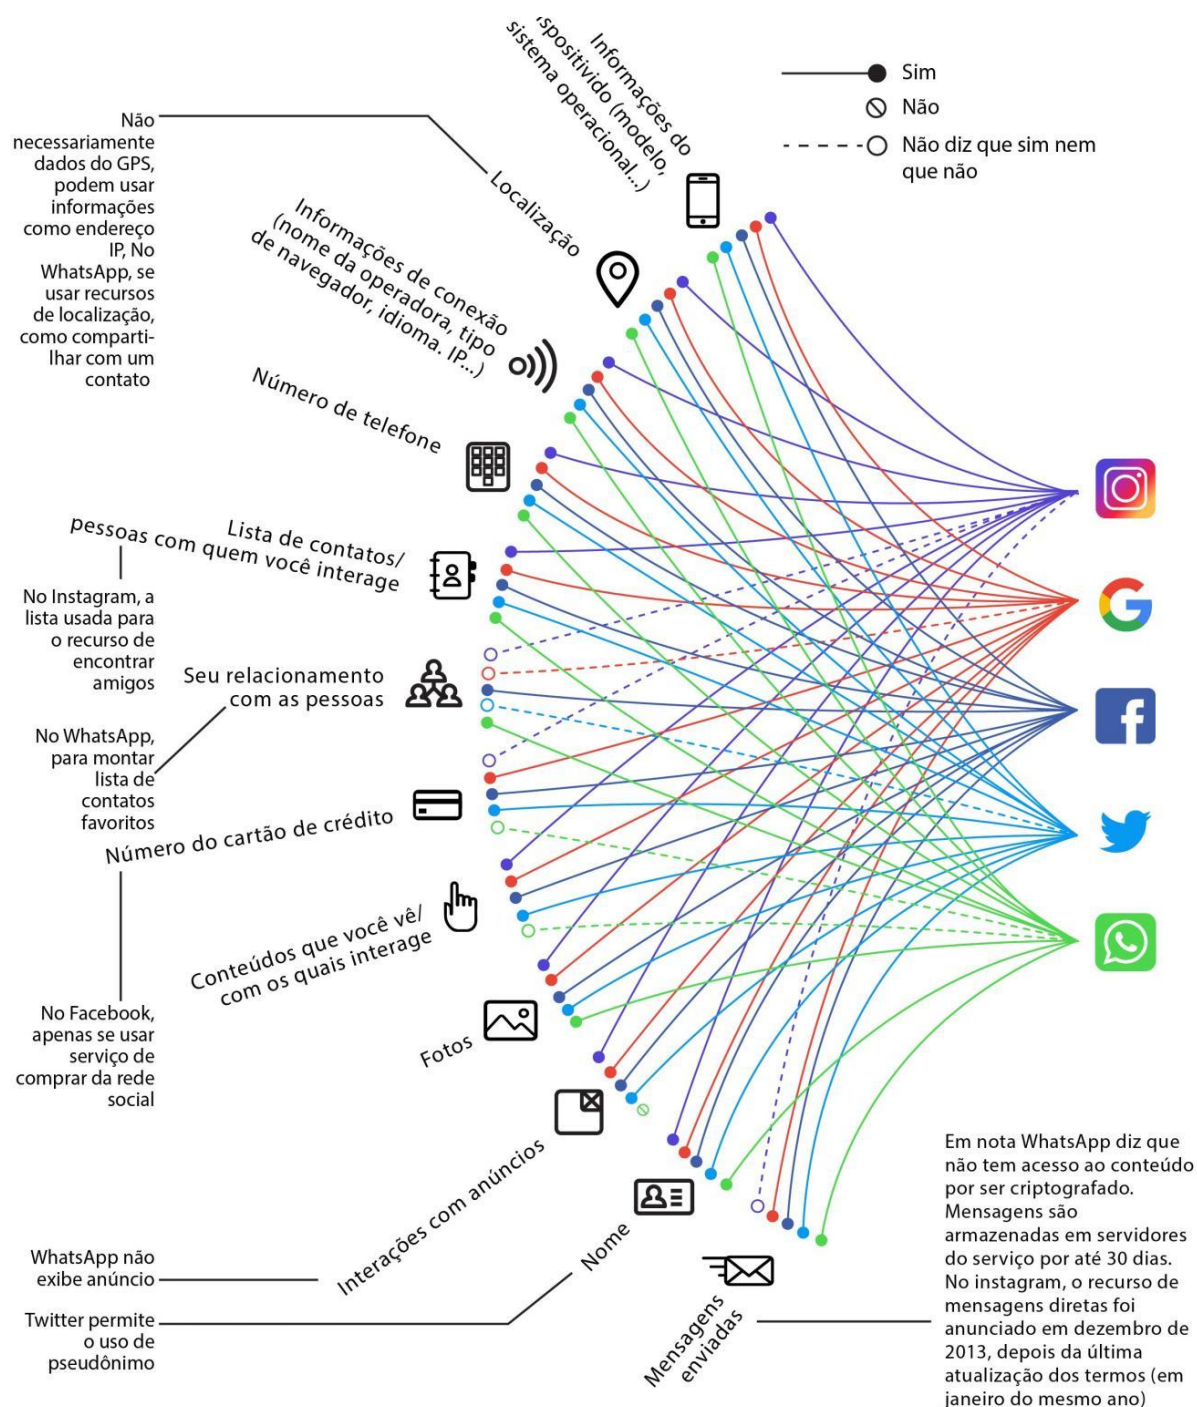 Informações do
dispositivido (modelo,
sistema operacional...)
Sim
Não
Não diz que sim nem
que não
Não
necessariamente
dados do GPS,
podem usar
informações
como endereço
IP, No
WhatsApp, se
usar recursos
de localização,
como comparti-
lhar com um
contato
Localização
Informações de conexão
(nome da operadora, tipo
de navegador, idioma. IP...)
Número de telefone
Lista de contatos/
pessoas com quem você interage
No Instagram, a
lista usada para
o recurso de
encontrar
amigos
Seu relacionamento
com as pessoas
No WhatsApp,
para montar
lista de
contatos
favoritos
Número do cartão de crédito
No Facebook,
apenas se usar
serviço de
comprar da rede
social
Conteúdos que você vê/
com os quais interage
Fotos
Interações com anúncios
WhatsApp não
exibe anúncio
Nome
Twitter permite
o uso de
pseudônimo
Mensagens
enviadas
Em nota WhatsApp diz que
não tem acesso ao conteúdo
por ser criptografado.
Mensagens são
armazenadas em servidores
do serviço por até 30 dias.
No instagram, o recurso de
mensagens diretas foi
anunciado em dezembro de
2013, depois da última
atualização dos termos (em
janeiro do mesmo ano)